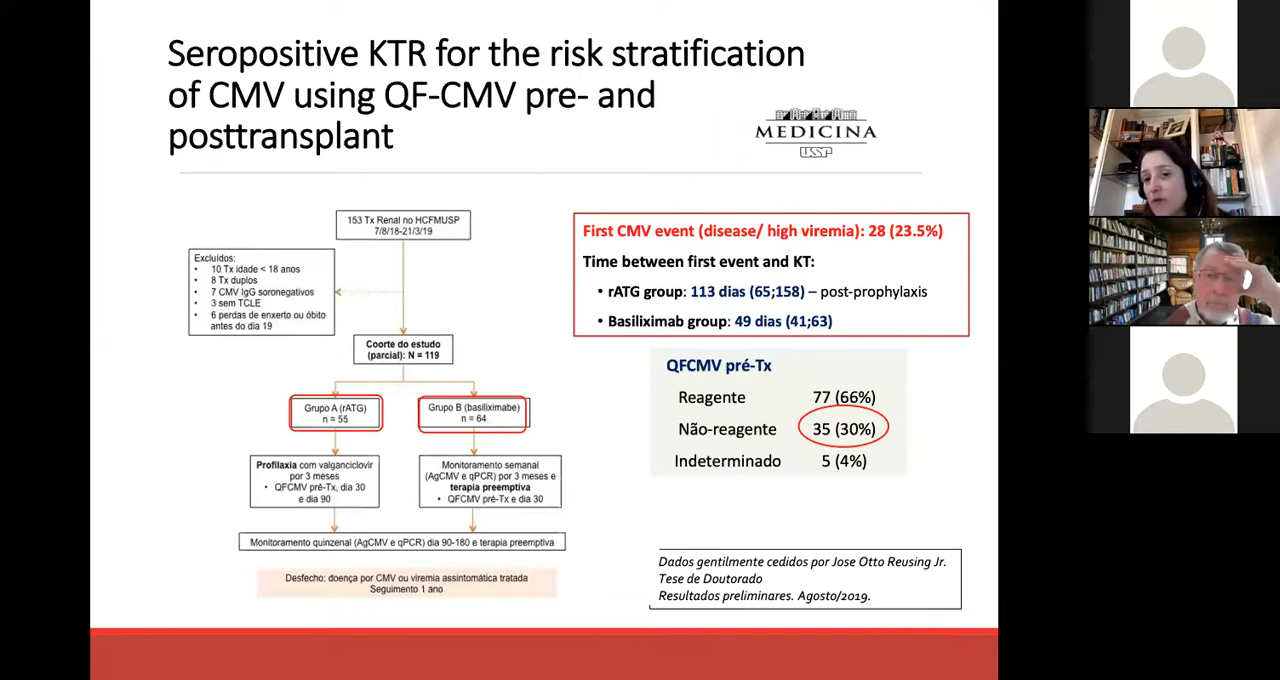 Seropositive KTR for the risk stratification
of CMV using QF-CMV pre- and
posttransplant
MEDICINA
USP
153 Tx Renal no HCFMUSP
7/8/18-21/3/19
Excluídos:
• 10 Tx idade < 18 anos
• 8 Tx duplos
• 7 CMV IgG soronegativos
• 3 sem TCLE
• 6 perdas de enxerto ou óbito
antes do dia 19
Coorte do estudo
(parcial): N = 119
Grupo A (rATG)
n = 55
Grupo B (basiliximabe)
n = 64
Profilaxia com valganciclovir
por 3 meses
• QFCMV pré-Tx, dia 30
e dia 90
Monitoramento semanal
(AgCMV e qPCR) por 3 meses e
terapia preemptiva
• QFCMV pré-Tx e dia 30
Monitoramento quinzenal (AgCMV e qPCR) dia 90-180 e terapia preemptiva
Desfecho: doença por CMV ou viremia assintomática tratada
Seguimento 1 ano
First CMV event (disease/ high viremia): 28 (23.5%)
Time between first event and KT:
• rATG group: 113 dias (65;158) – post-prophylaxis
• Basiliximab group: 49 dias (41;63)
QFCMV pré-Tx
Reagente 77 (66%)
Não-reagente 35 (30%)
Indeterminado 5 (4%)
Dados gentilmente cedidos por Jose Otto Reusing Jr.
Tese de Doutorado
Resultados preliminares. Agosto/2019.